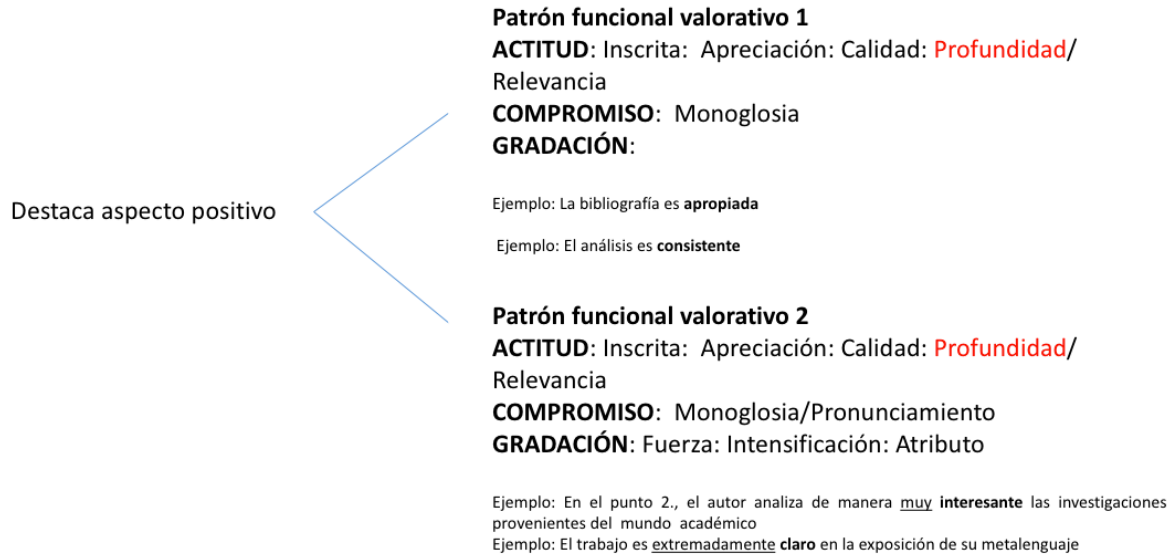 Patrón funcional valorativo 1
ACTITUD: Inscrita: Apreciación: Calidad: Profundidad/
Relevancia
COMPROMISO: Monoglosia
GRADACIÓN:
Ejemplo: La bibliografía es apropiada
Destaca aspecto positivo
Ejemplo: El análisis es consistente
Patrón funcional valorativo 2
ACTITUD: Inscrita: Apreciación: Calidad: Profundidad/
Relevancia
COMPROMISO: Monoglosia/Pronunciamiento
GRADACIÓN: Fuerza: Intensificación: Atributo
Ejemplo: En el punto 2., el autor analiza de manera muy interesante las investigaciones
provenientes del mundo académico
Ejemplo: El trabajo es extremadamente claro en la exposición de su metalenguaje